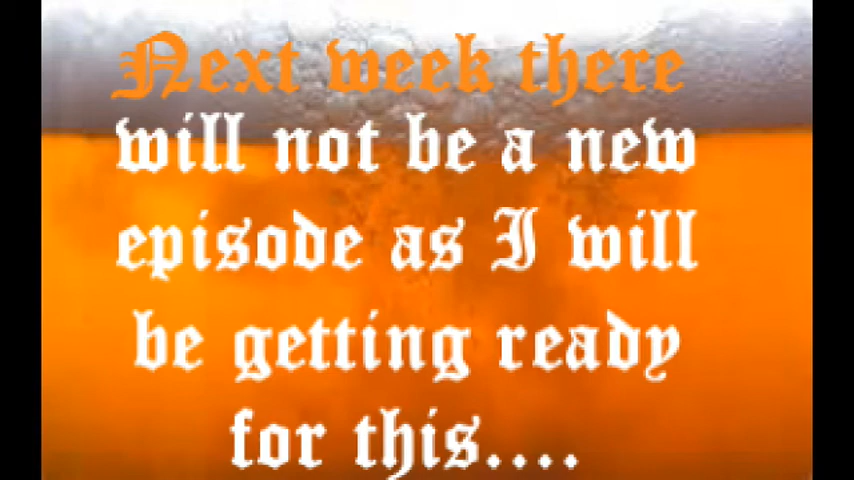 Next week there
will not be a new
episode as I will
be getting ready
for this....